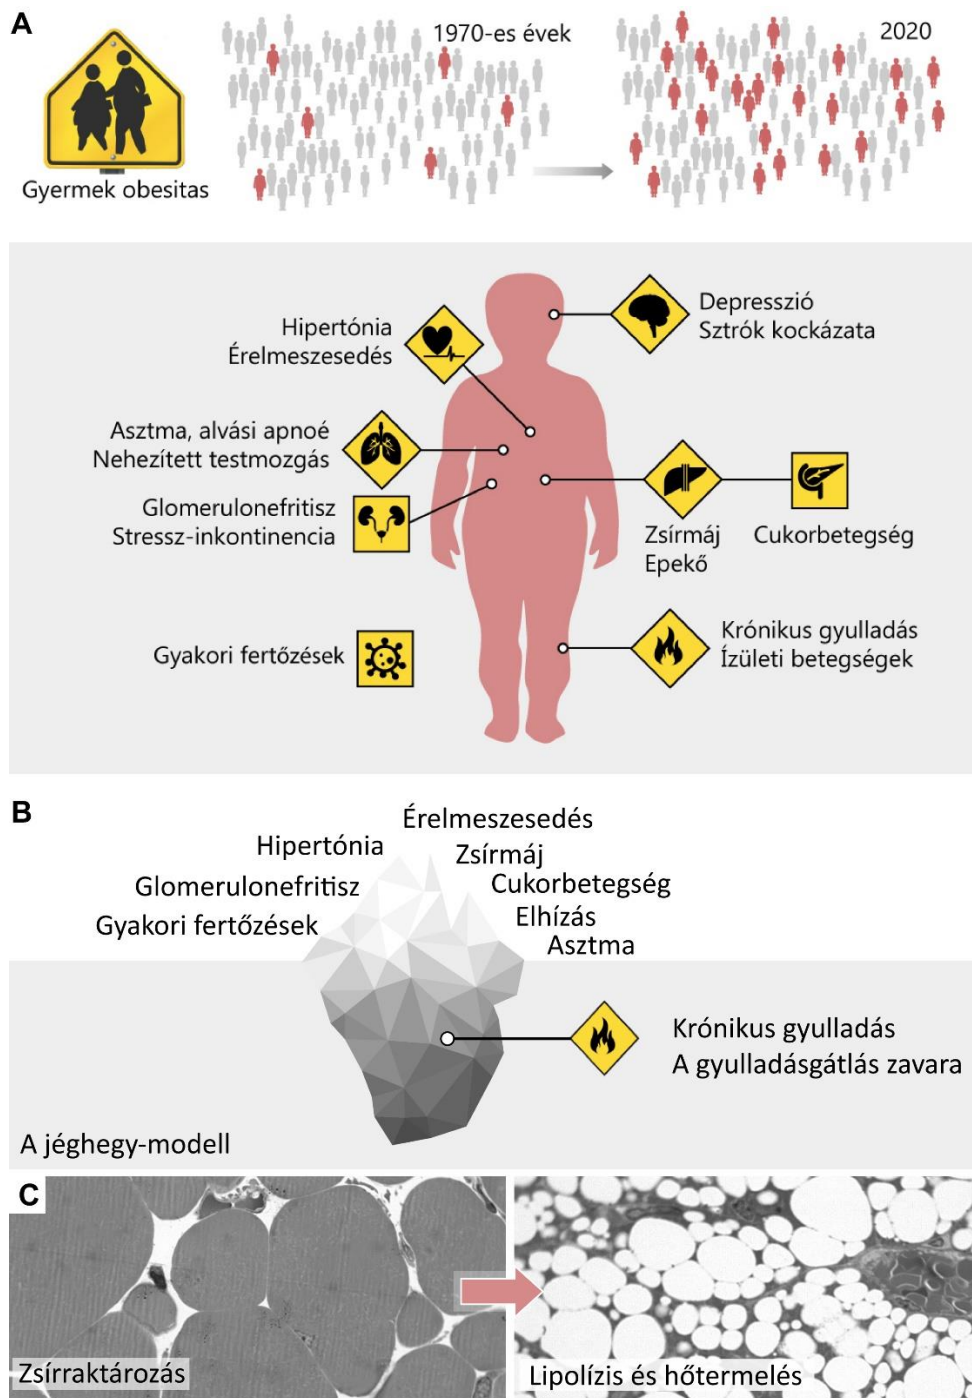 A
1970-es évek
2020
Gyermek obesitas
Depresszió
Sztrók kockázata
Hipertónia
Érelmeszesedés
Asztma, alvási apnoé
Nehezített testmozgás
Glomerulonefritisz
Stressz-inkontinencia
Zsírmáj
Epekő
Cukorbetegség
Gyakori fertőzések
Krónikus gyulladás
Ízületi betegségek
B
Érelmeszesedés
Hipertónia
Zsírmáj
Glomerulonefritisz
Cukorbetegség
Gyakori fertőzések
Elhízás
Asztma
Krónikus gyulladás
A gyulladásgátlás zavara
A jéghegy-modell
C
Zsírraktározás
Lipolízis és hőtermelés